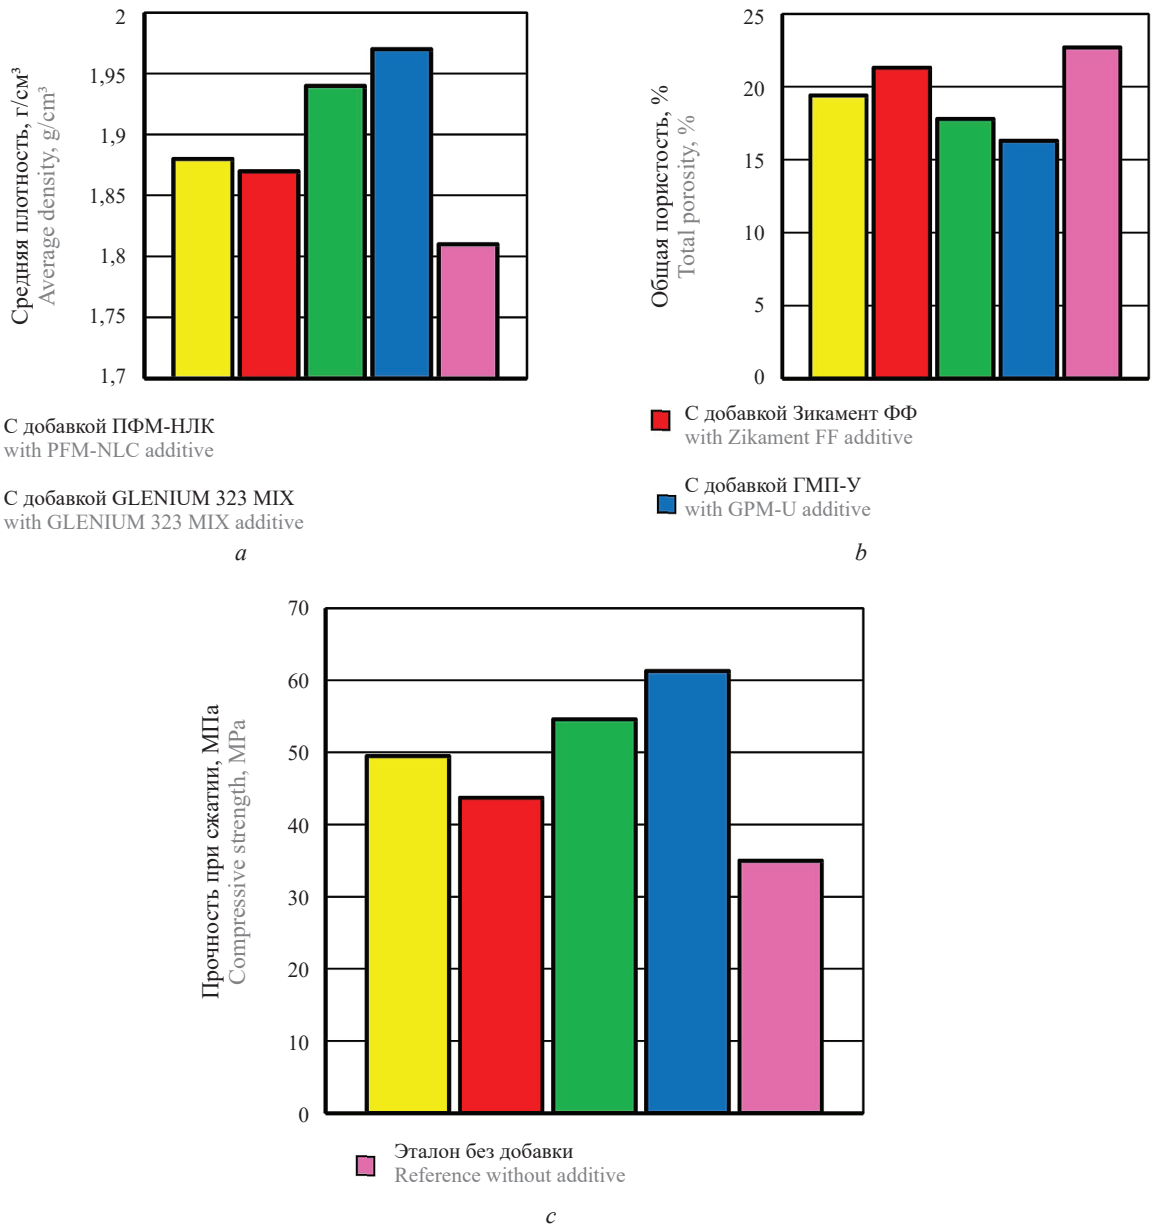 Средняя плотность, г/см³
Average density, g/cm³
2
1,95
1,9
1,85
1,8
1,75
1,7
Общая пористость, %
Total porosity, %
25
20
15
10
5
0
С добавкой ПФМ-НЛК
with PFM-NLC additive
С добавкой GLENIUM 323 MIX
with GLENIUM 323 MIX additive
a
С добавкой Зикамент ФФ
with Zikament FF additive
С добавкой ГМП-У
with GPM-U additive
b
Прочность при сжатии, МПа
Compressive strength, MPa
70
60
50
40
30
20
10
0
Эталон без добавки
Reference without additive
c